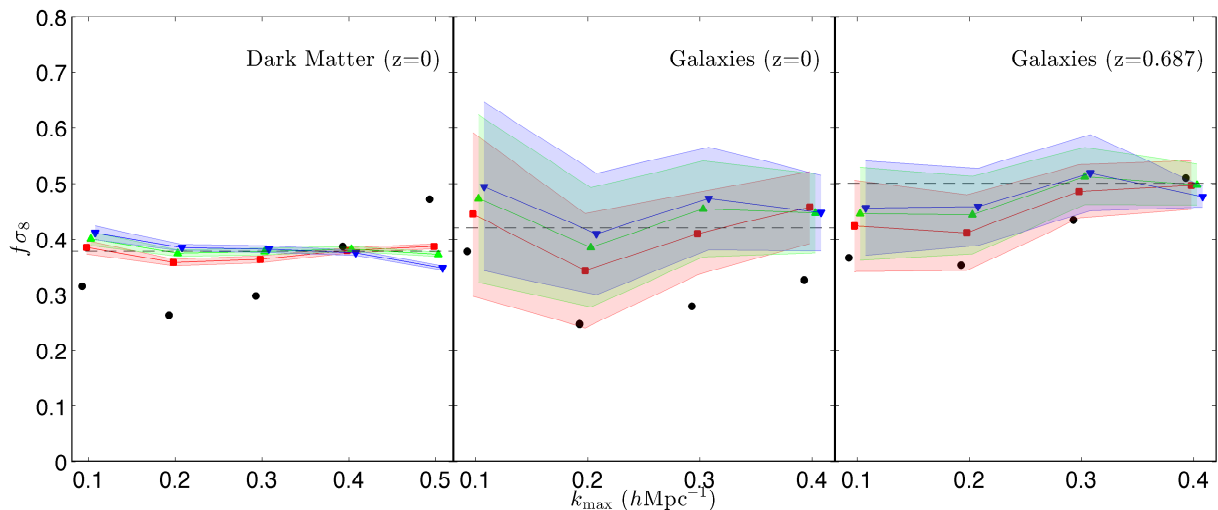 Dark Matter (z=0)
Galaxies (z=0)
Galaxies (z=0.687)
fσ₈
0.8
0.7
0.6
0.5
0.4
0.3
0.2
0.1
0
0.1 0.2 0.3 0.4 0.5
0.1 0.2 0.3 0.4
0.1 0.2 0.3 0.4
k_max (hMpc⁻¹)